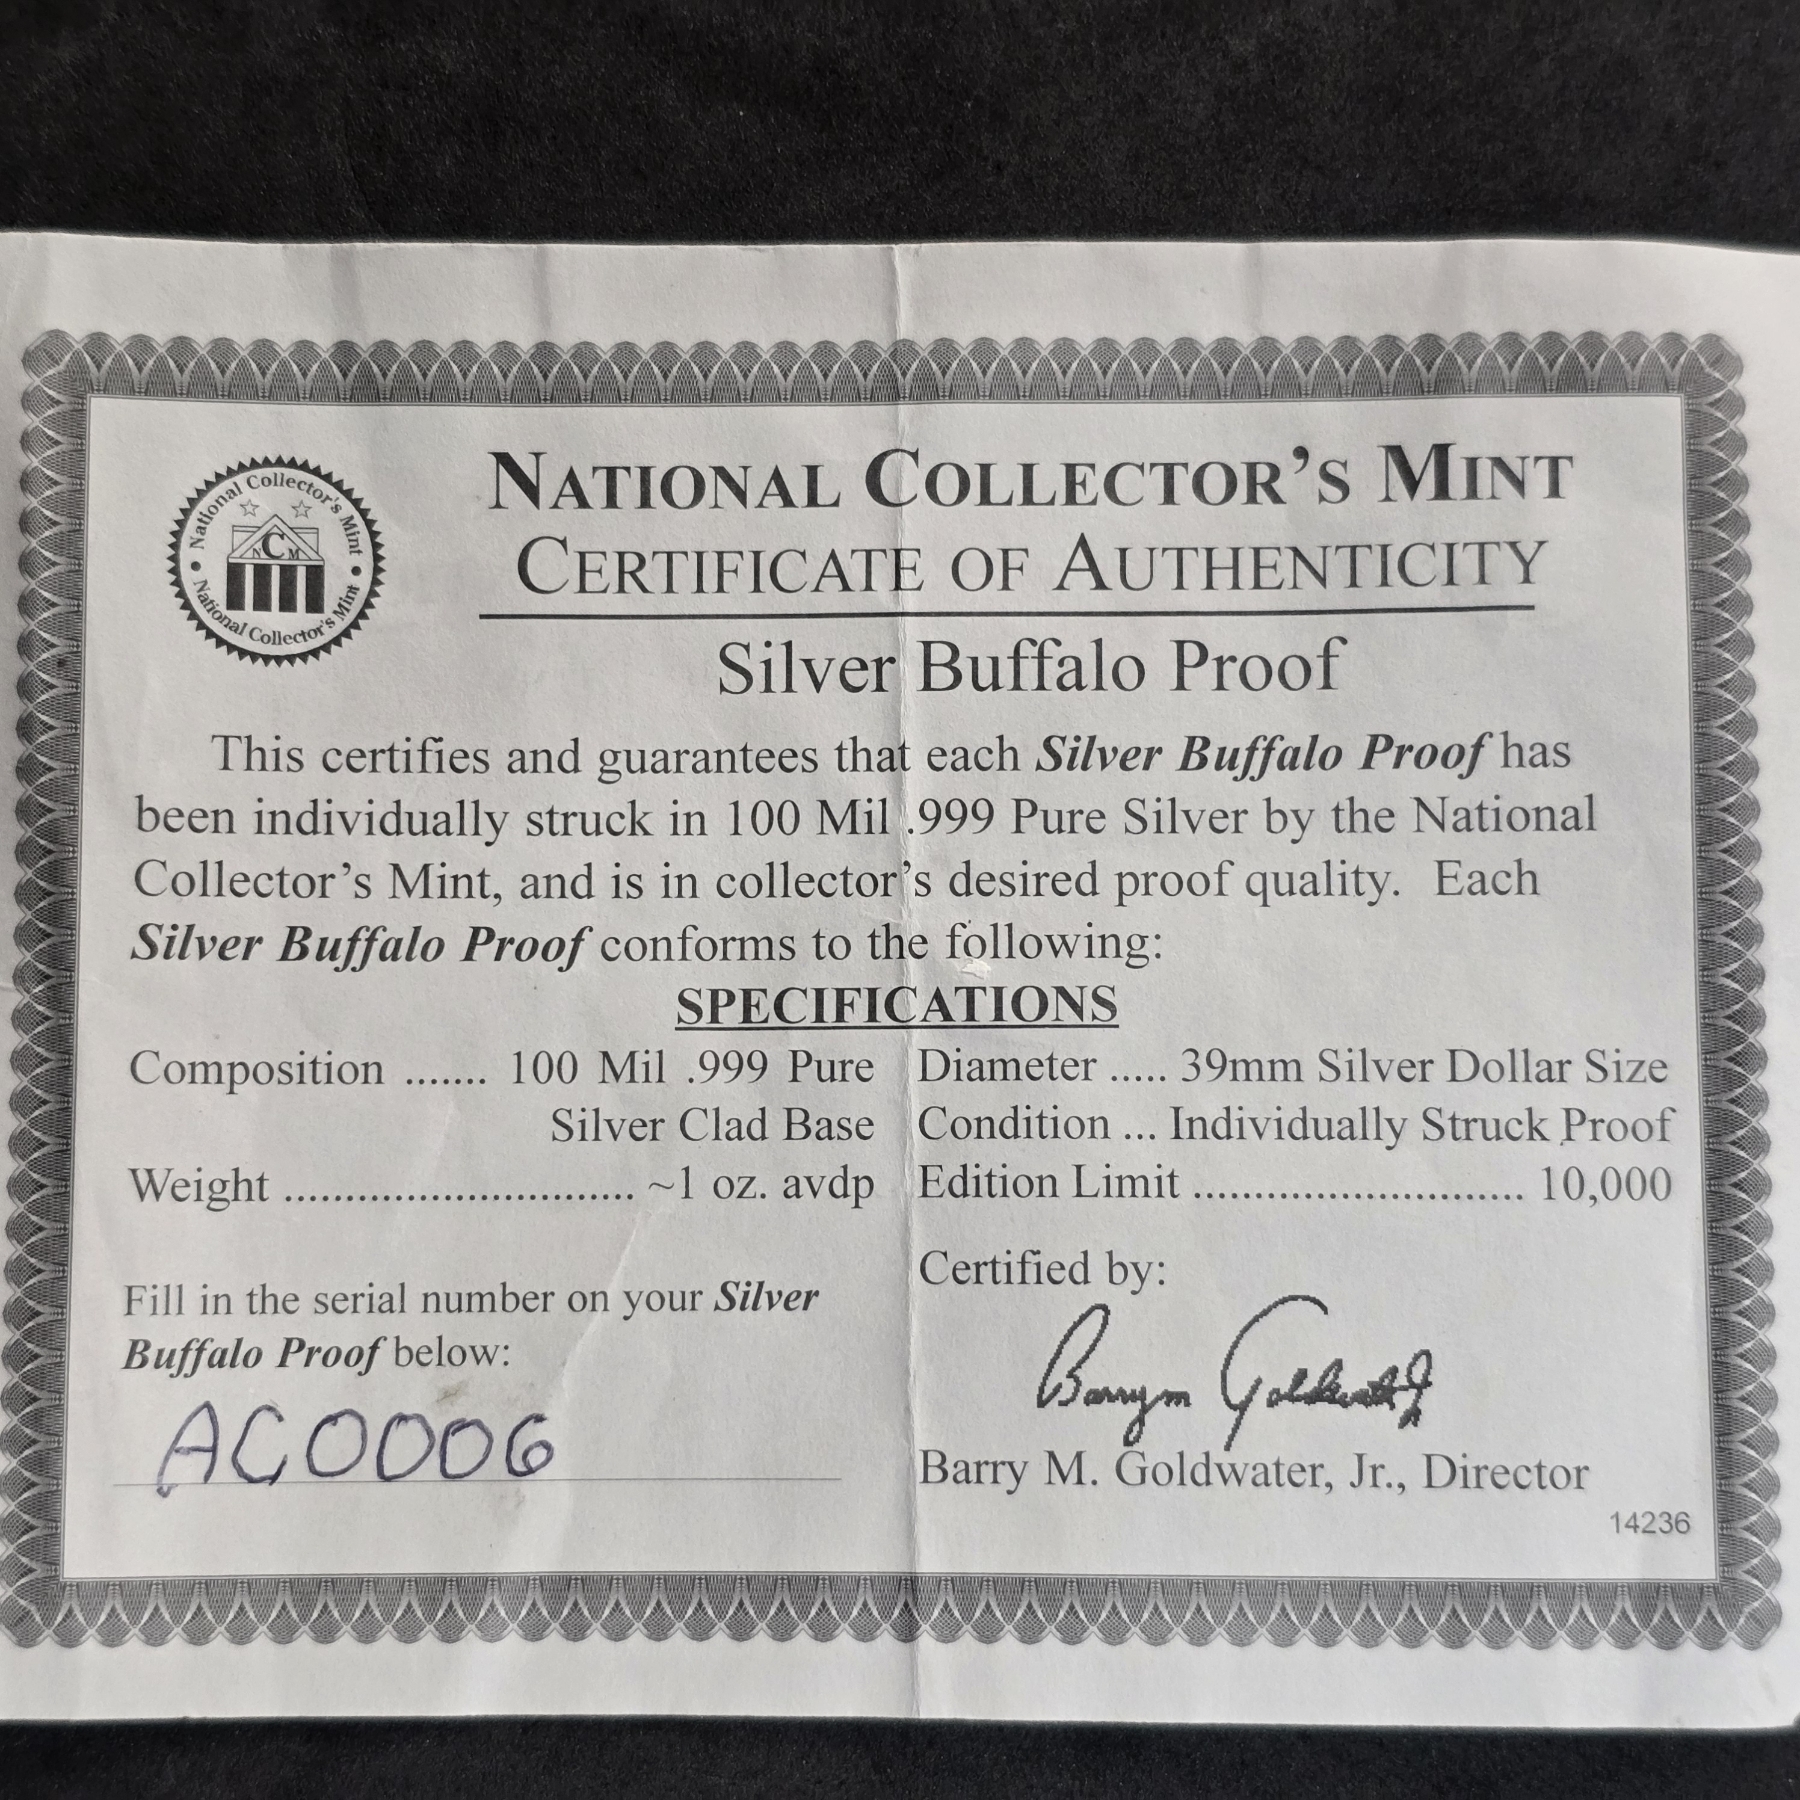 National Collector's Mint
National Collector's Mint
NCM
NATIONAL COLLECTOR'S MINT
CERTIFICATE OF AUTHENTICITY
Silver Buffalo Proof
This certifies and guarantees that each Silver Buffalo Proof has
been individually struck in 100 Mil .999 Pure Silver by the National
Collector's Mint, and is in collector's desired proof quality. Each
Silver Buffalo Proof conforms to the following:
SPECIFICATIONS
Composition ....... 100 Mil .999 Pure
Silver Clad Base
Weight ............................. ~1 oz. avdp
Diameter ..... 39mm Silver Dollar Size
Condition ... Individually Struck Proof
Edition Limit ........................... 10,000
Fill in the serial number on your Silver
Buffalo Proof below:
AC0006
Certified by:
Barry M Goldwater Jr
Barry M. Goldwater, Jr., Director
14236